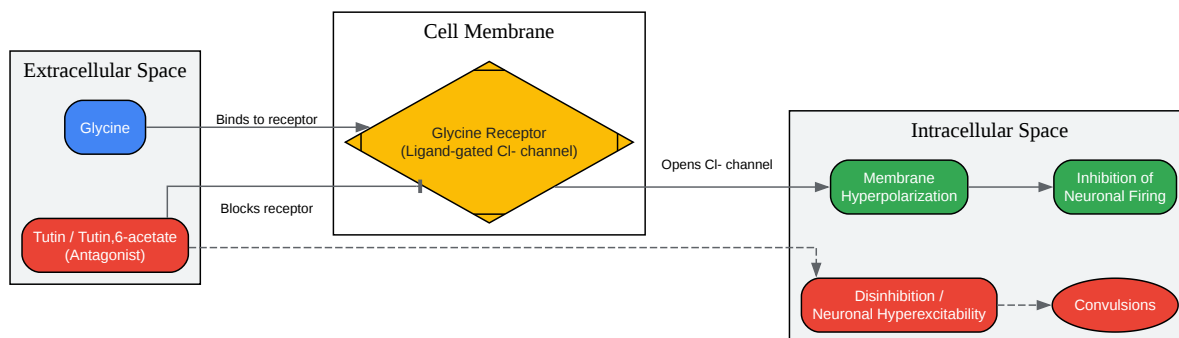 Cell Membrane
Extracellular Space
Glycine
Binds to receptor
Glycine Receptor
(Ligand-gated Cl- channel)
Blocks receptor
Tutin / Tutin,6-acetate
(Antagonist)
Opens Cl- channel
Intracellular Space
Membrane
Hyperpolarization
Inhibition of
Neuronal Firing
Disinhibition /
Neuronal Hyperexcitability
Convulsions